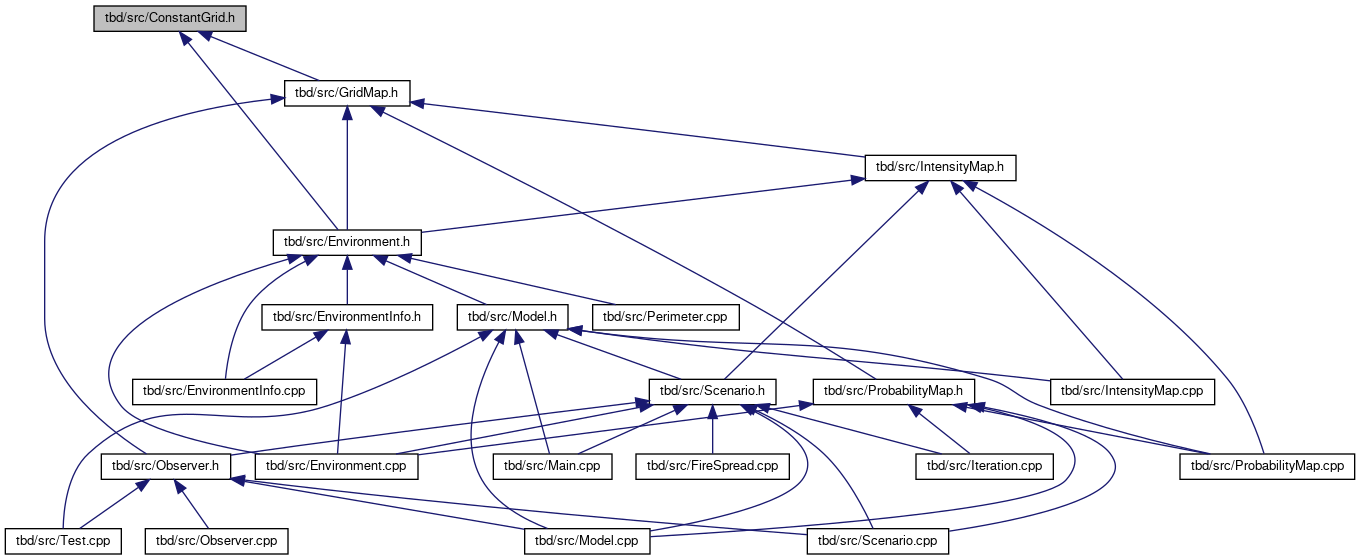 tbd/src/ConstantGrid.h
tbd/src/GridMap.h
tbd/src/IntensityMap.h
tbd/src/Environment.h
tbd/src/EnvironmentInfo.h
tbd/src/Model.h
tbd/src/Perimeter.cpp
tbd/src/EnvironmentInfo.cpp
tbd/src/Scenario.h
tbd/src/ProbabilityMap.h
tbd/src/IntensityMap.cpp
tbd/src/Observer.h
tbd/src/Environment.cpp
tbd/src/Main.cpp
tbd/src/FireSpread.cpp
tbd/src/Iteration.cpp
tbd/src/ProbabilityMap.cpp
tbd/src/Test.cpp
tbd/src/Observer.cpp
tbd/src/Model.cpp
tbd/src/Scenario.cpp